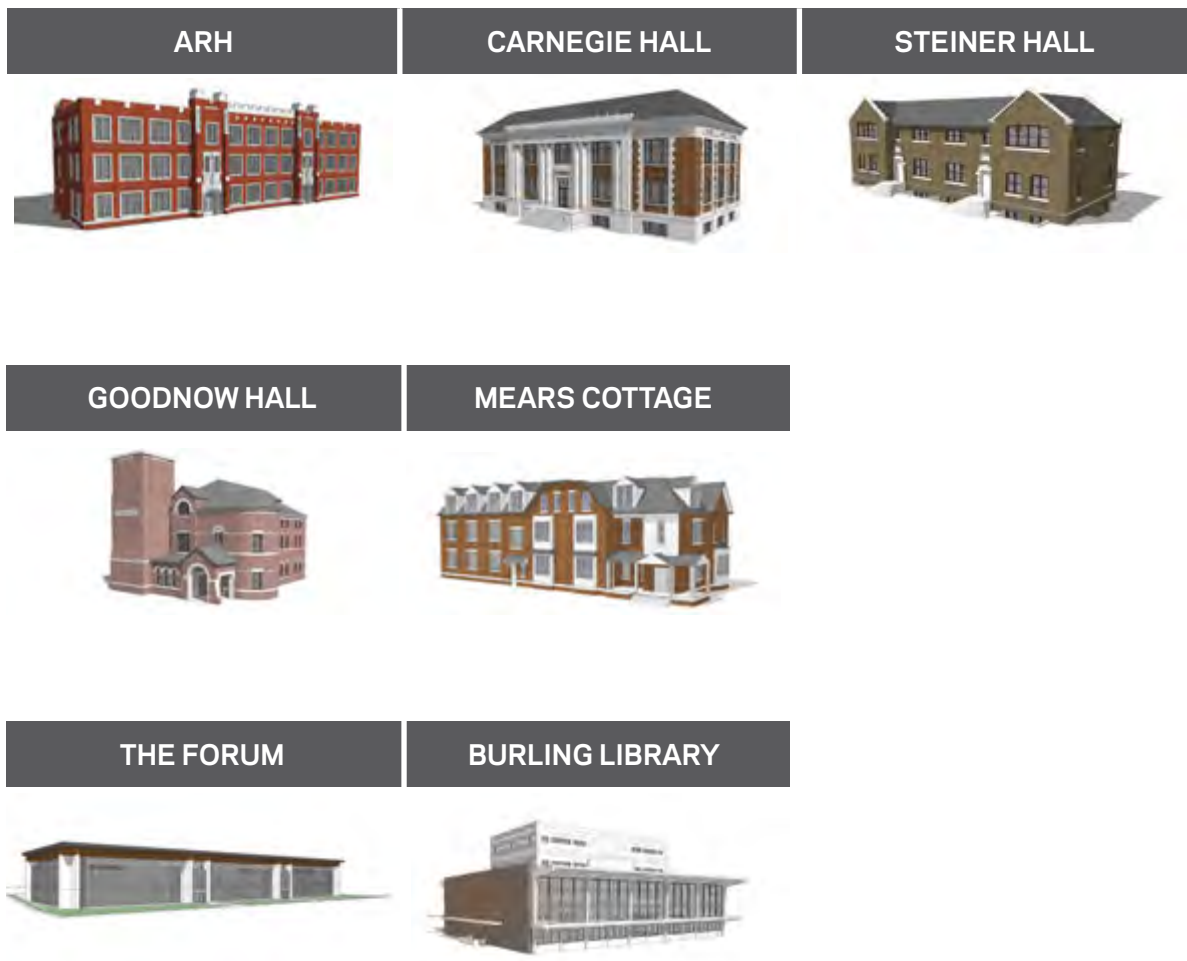 ARH
CARNEGIE HALL
STEINER HALL
GOODNOW HALL
MEARS COTTAGE
THE FORUM
BURLING LIBRARY